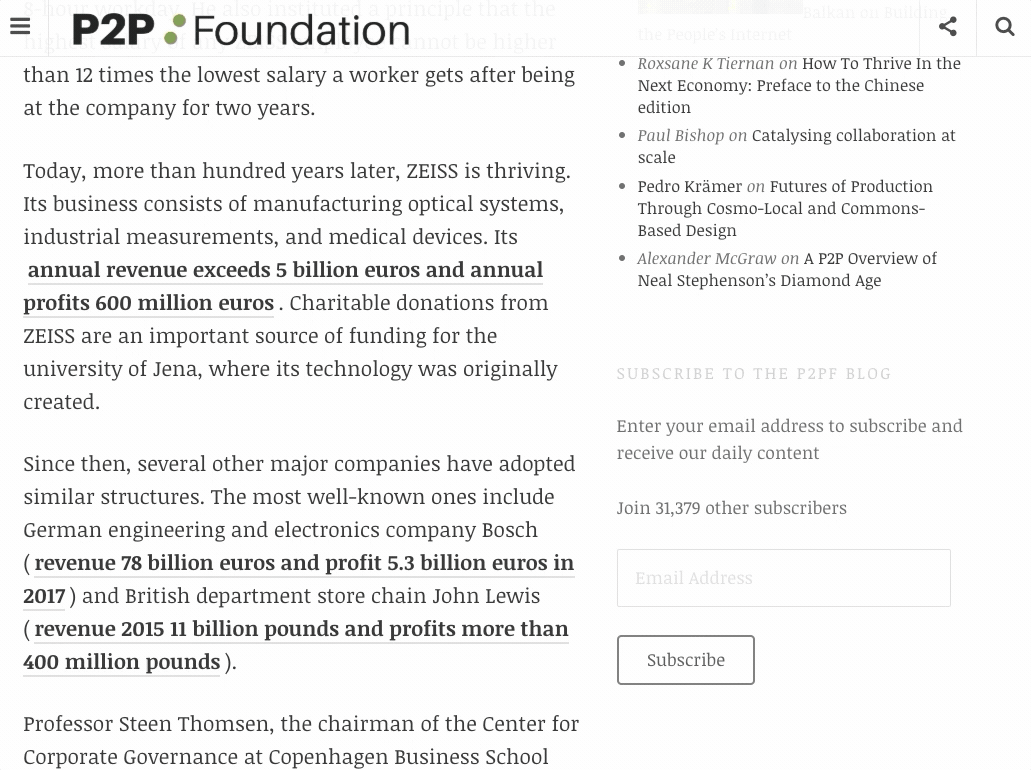 8-hour workday. He also instituted a principle that the
P2P Foundation
highest
cannot be higher
than 12 times the lowest salary a worker gets after being
at the company for two years.
Today, more than hundred years later, ZEISS is thriving.
Its business consists of manufacturing optical systems,
industrial measurements, and medical devices. Its
annual revenue exceeds 5 billion euros and annual
profits 600 million euros . Charitable donations from
ZEISS are an important source of funding for the
university of Jena, where its technology was originally
created.
Since then, several other major companies have adopted
similar structures. The most well-known ones include
German engineering and electronics company Bosch
( revenue 78 billion euros and profit 5.3 billion euros in
2017 ) and British department store chain John Lewis
( revenue 2015 11 billion pounds and profits more than
400 million pounds ).
Professor Steen Thomsen, the chairman of the Center for
Corporate Governance at Copenhagen Business School
Balkan on Building
the People's Internet
Roxsane K Tiernan on How To Thrive In the
Next Economy: Preface to the Chinese
edition
Paul Bishop on Catalysing collaboration at
scale
Pedro Krämer on Futures of Production
Through Cosmo-Local and Commons-
Based Design
Alexander McGraw on A P2P Overview of
Neal Stephenson’s Diamond Age
SUBSCRIBE TO THE P2PF BLOG
Enter your email address to subscribe and
receive our daily content
Join 31,379 other subscribers
Email Address
Subscribe